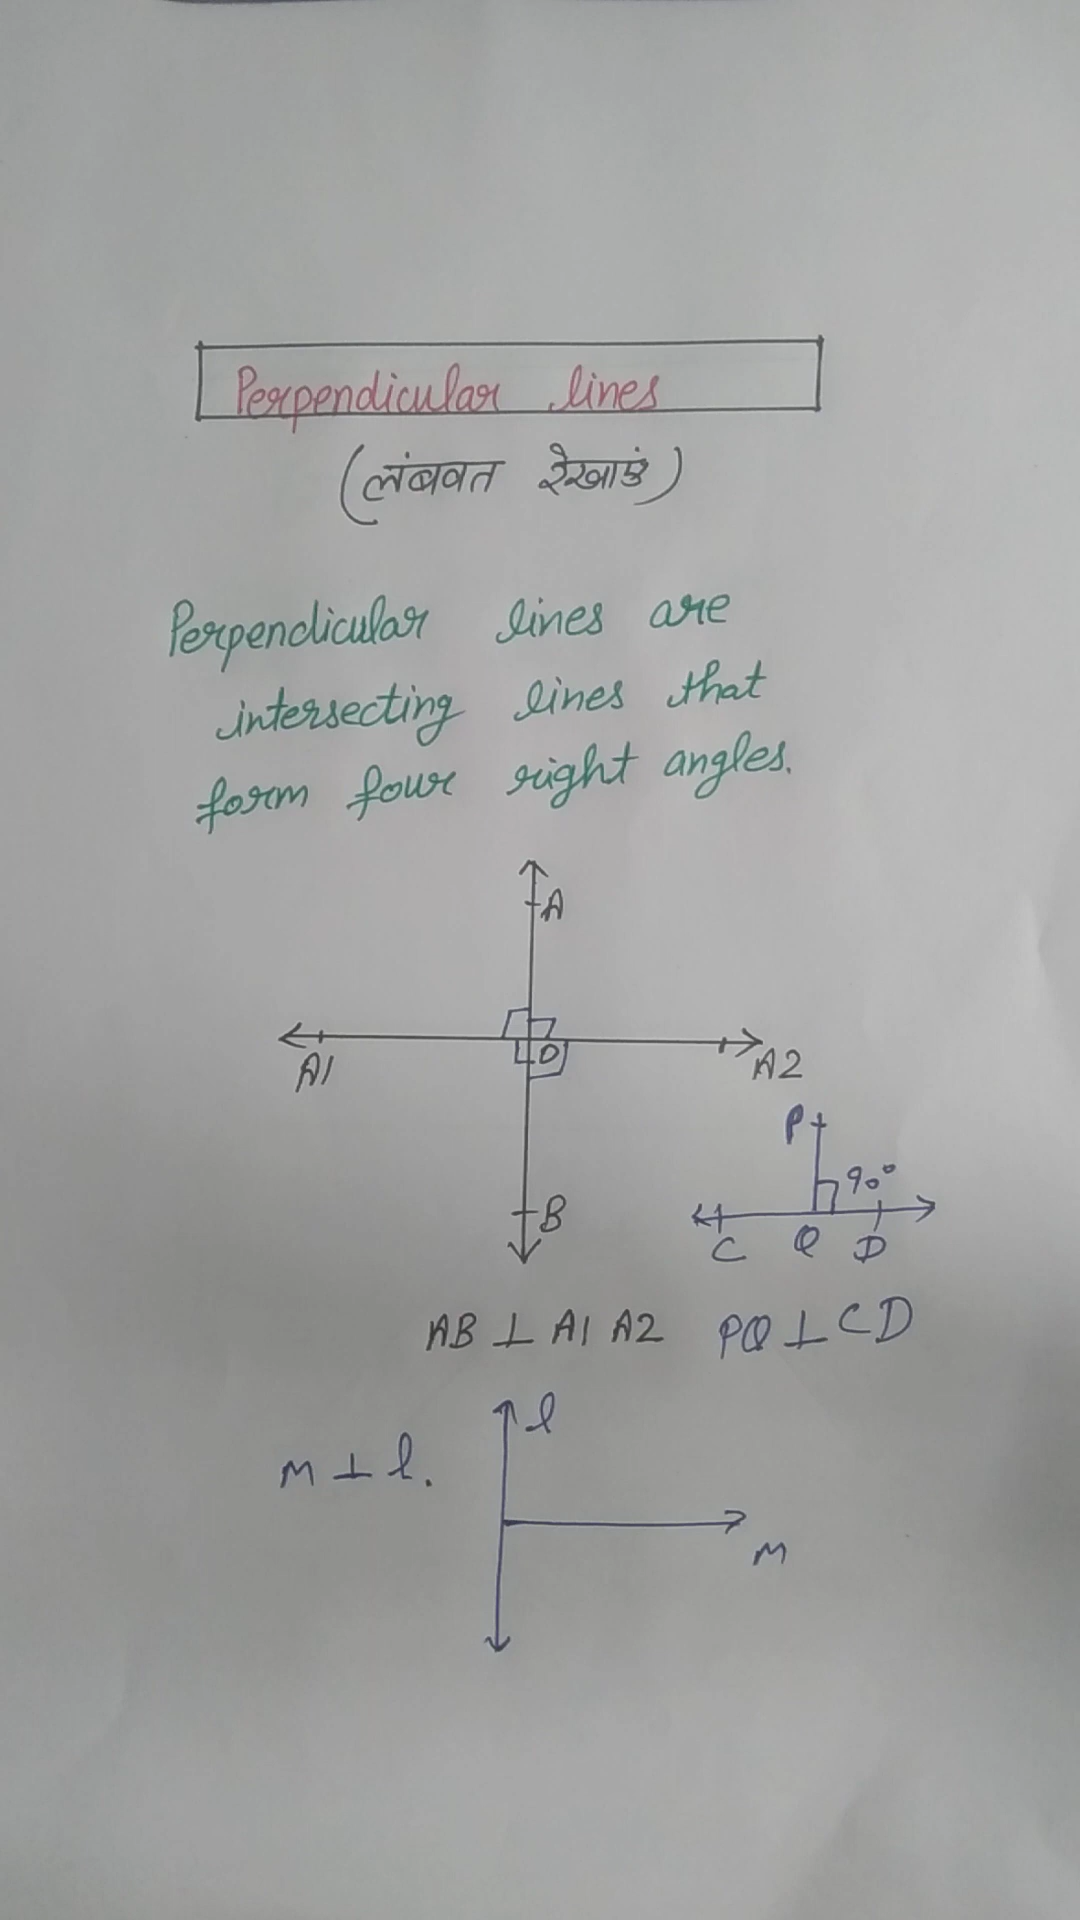 Perpendicular lines
(लंबवत रेखाएं)
Perpendicular lines are
intersecting lines that
form four right angles.
A
A1
O
A2
P
90°
B
C Q D
AB ⊥ A1 A2 PQ ⊥ CD
l
M ⊥ l.
M